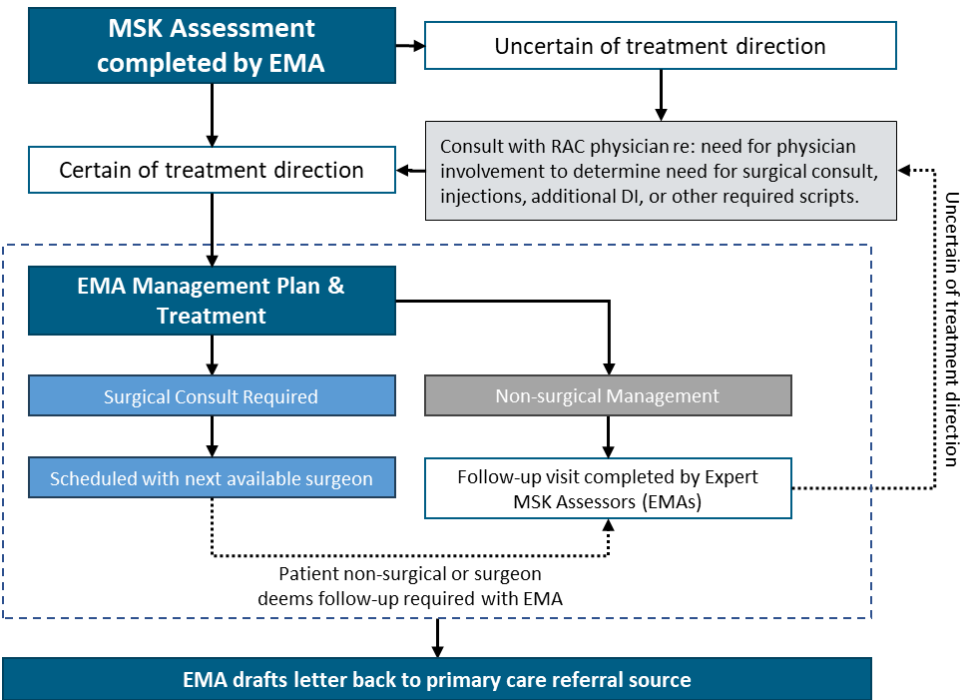 MSK Assessment
completed by EMA
Uncertain of treatment direction
Certain of treatment direction
Consult with RAC physician re: need for physician
involvement to determine need for surgical consult,
injections, additional DI, or other required scripts.
Uncertain of treatment direction
EMA Management Plan &
Treatment
Surgical Consult Required
Non-surgical Management
Scheduled with next available surgeon
Follow-up visit completed by Expert
MSK Assessors (EMAs)
Patient non-surgical or surgeon
deems follow-up required with EMA
EMA drafts letter back to primary care referral source